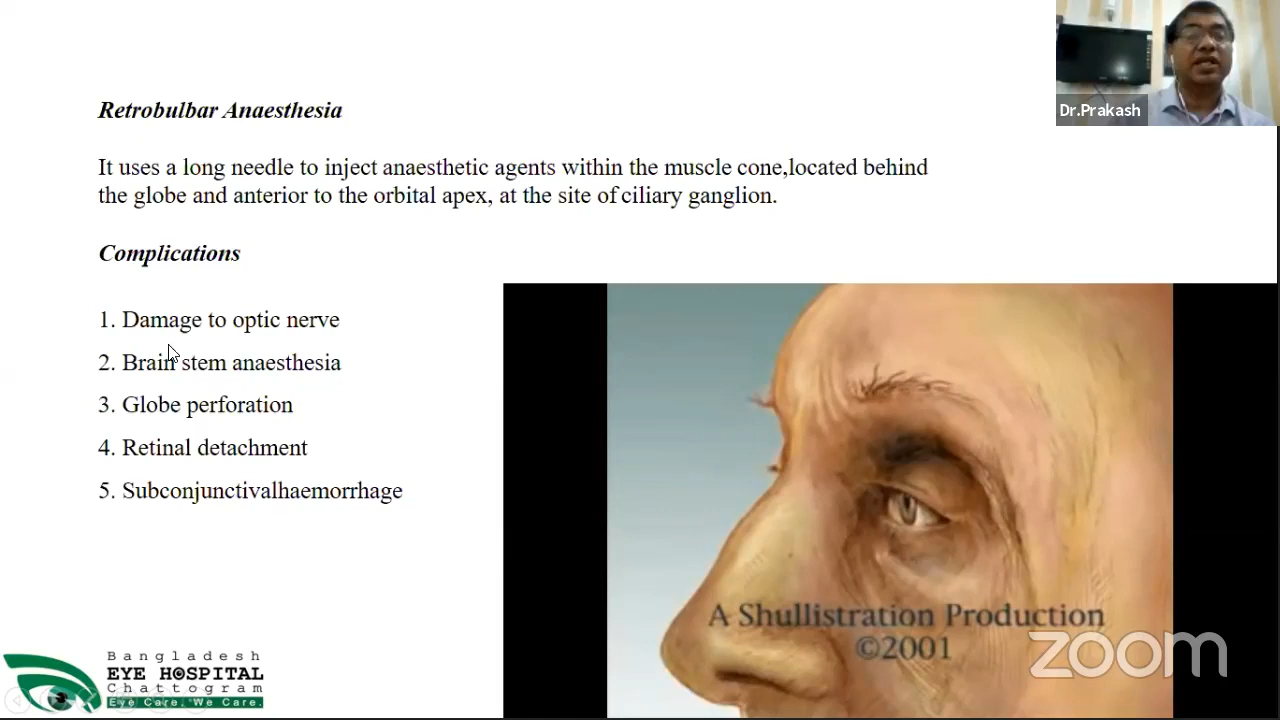 Dr.Prakash
Retrobulbar Anaesthesia
It uses a long needle to inject anaesthetic agents within the muscle cone,located behind
the globe and anterior to the orbital apex, at the site of ciliary ganglion.
Complications
1. Damage to optic nerve
2. Brain stem anaesthesia
3. Globe perforation
4. Retinal detachment
5. Subconjunctivalhaemorrhage
A Shullistration Production
©2001
zoom
Bangladesh
EYE HOSPITAL
Chattogram
Eye Care, We Care.